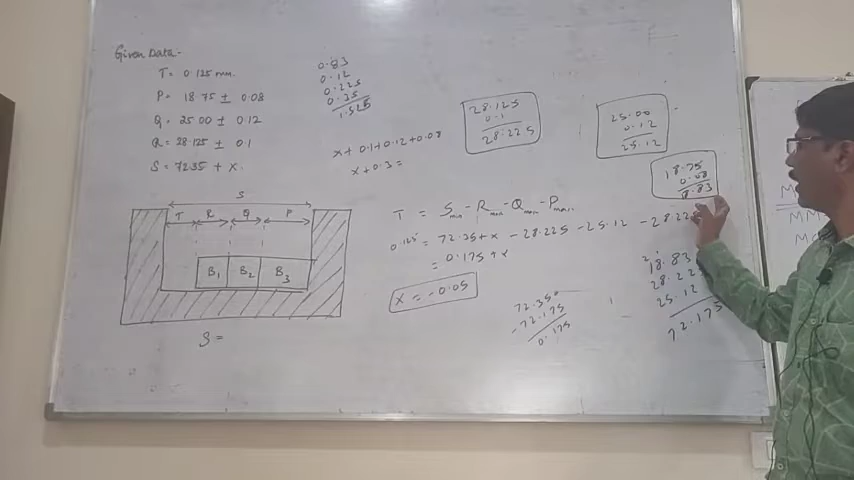 Given Data:-
T = 0.125 mm.
P = 18.75 ± 0.08
Q = 25.00 ± 0.12
R = 28.125 ± 0.1
S = 72.35 + x.
0.83
0.12
0.225
0.35
1.525
x + 0.1 + 0.12 + 0.08
x + 0.3 =
28.125
0.1
28.225
25.00
0.12
25.12
18.75
0.08
18.83
S
T R Q P
B1 B2 B3
S =
T = Smin - Rmax - Qmax - Pmax
0.125 = 72.35 + x - 28.225 - 25.12 - 28.225
= 0.175 + x
x = -0.05
72.350
- 72.175
0.175
18.83
28.22
25.12
72.175
M
MM
M